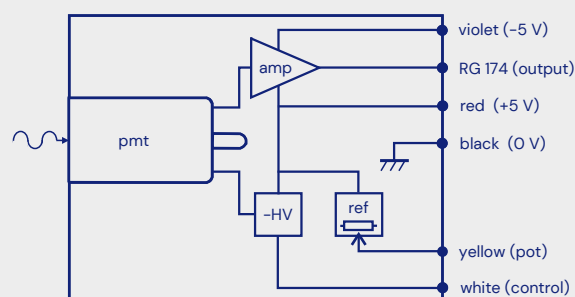 violet (-5 V)
amp
RG 174 (output)
red (+5 V)
pmt
black (0 V)
-HV
ref
yellow (pot)
white (control)